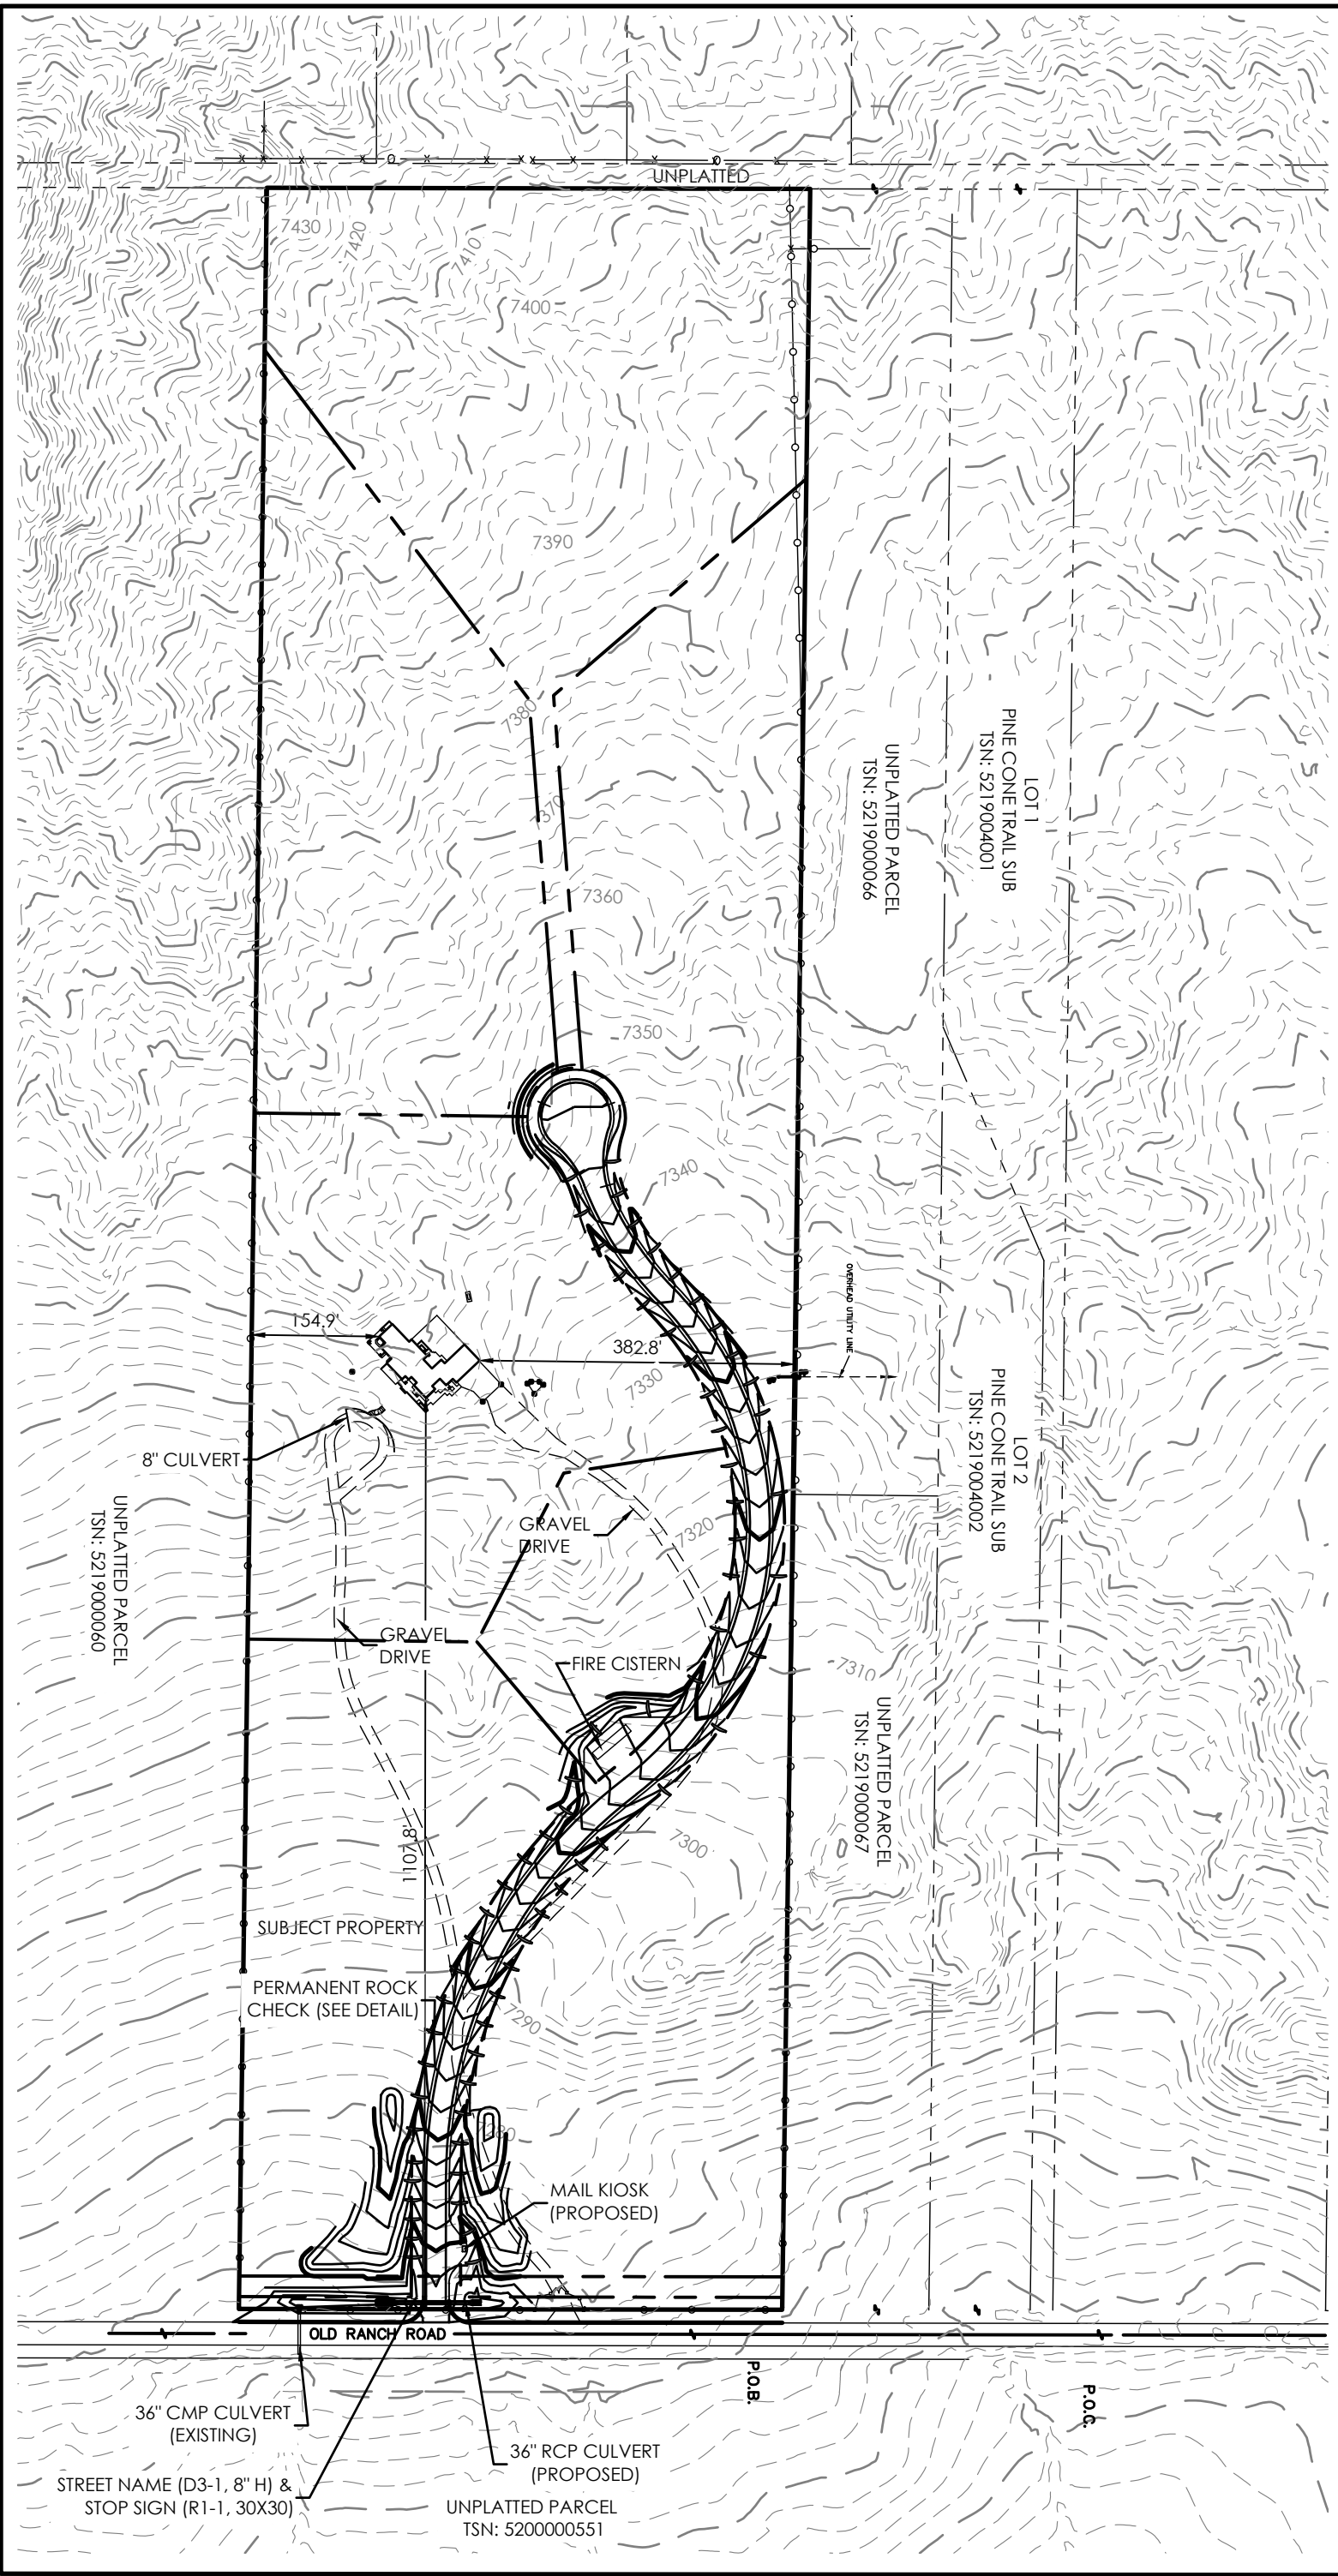 UNPLATTED
7430
7420
7410
7400
7390
7380
7370
7360
7350
7340
7330
7320
7310
7300
7290
7280
LOT 1
PINE CONE TRAIL SUB
TSN: 5219004001
UNPLATTED PARCEL
TSN: 5219000066
OVERHEAD UTILITY LINE
154.9'
382.8'
LOT 2
PINE CONE TRAIL SUB
TSN: 5219004002
8" CULVERT
UNPLATTED PARCEL
TSN: 5219000060
GRAVEL
DRIVE
GRAVEL
DRIVE
FIRE CISTERN
UNPLATTED PARCEL
TSN: 5219000067
1107.8'
SUBJECT PROPERTY
PERMANENT ROCK
CHECK (SEE DETAIL)
MAIL KIOSK
(PROPOSED)
OLD RANCH ROAD
P.O.B.
P.O.C.
36" CMP CULVERT
(EXISTING)
36" RCP CULVERT
(PROPOSED)
STREET NAME (D3-1, 8" H) &
STOP SIGN (R1-1, 30X30)
UNPLATTED PARCEL
TSN: 5200000551